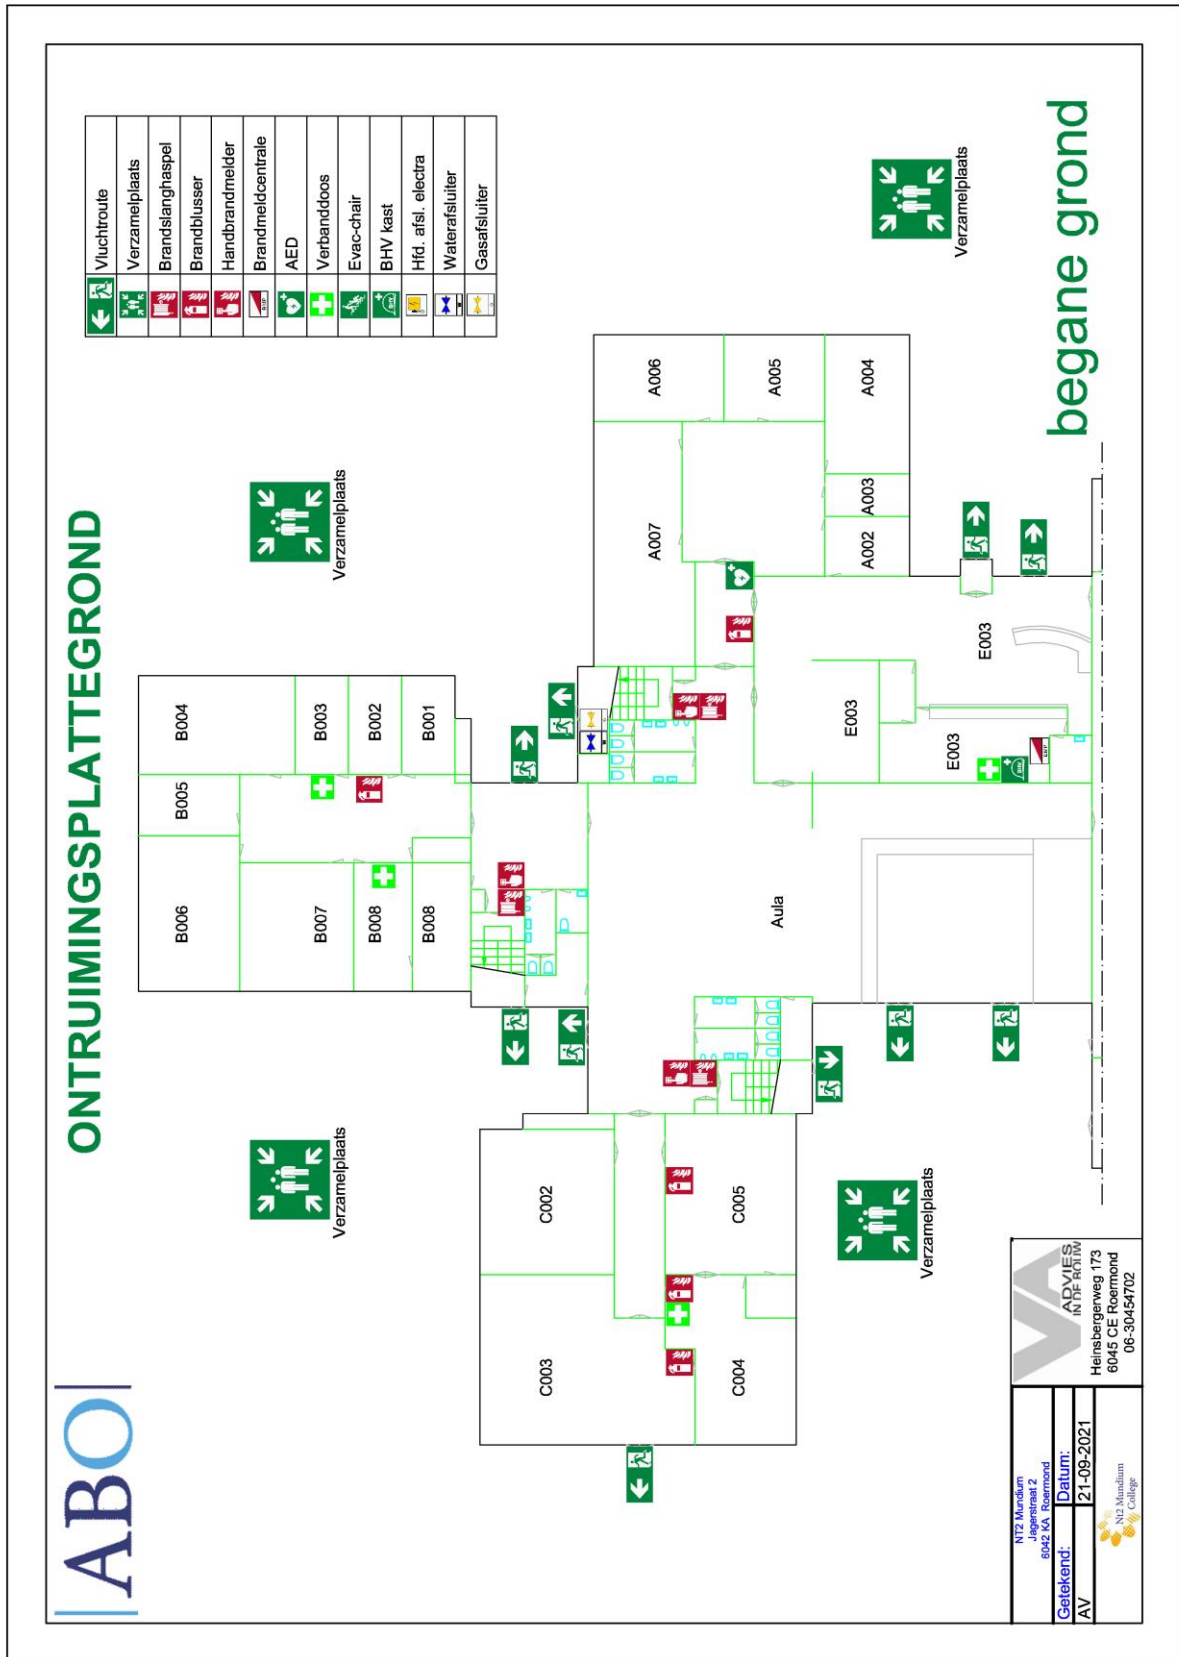 ONTRUIMINGSPLATTEGROND
ABO
Vluchtroute
Verzamelplaats
Brandslanghaspel
Brandblusser
Handbrandmelder
Brandmeldcentrale
AED
Verbanddoos
Evac-chair
BHV kast
Hfd. afsl. electra
Waterafsluiter
Gasafsluiter
Verzamelplaats
Verzamelplaats
Verzamelplaats
Verzamelplaats
B004
B003
B002
B001
B005
B006
B007
B008
B008
A006
A005
A004
A007
A003
A002
E003
E003
E003
Aula
C002
C003
C005
C004
begane grond
NT2 Mundium
Jagerstraat 2
6042 KA Roermond
Getekend:
Datum:
AV
21-09-2021
Nt2 Mundium
College
VA
ADVIES
IN DE BOUW
Heinsbergerweg 173
6045 CE Roermond
06-30454702